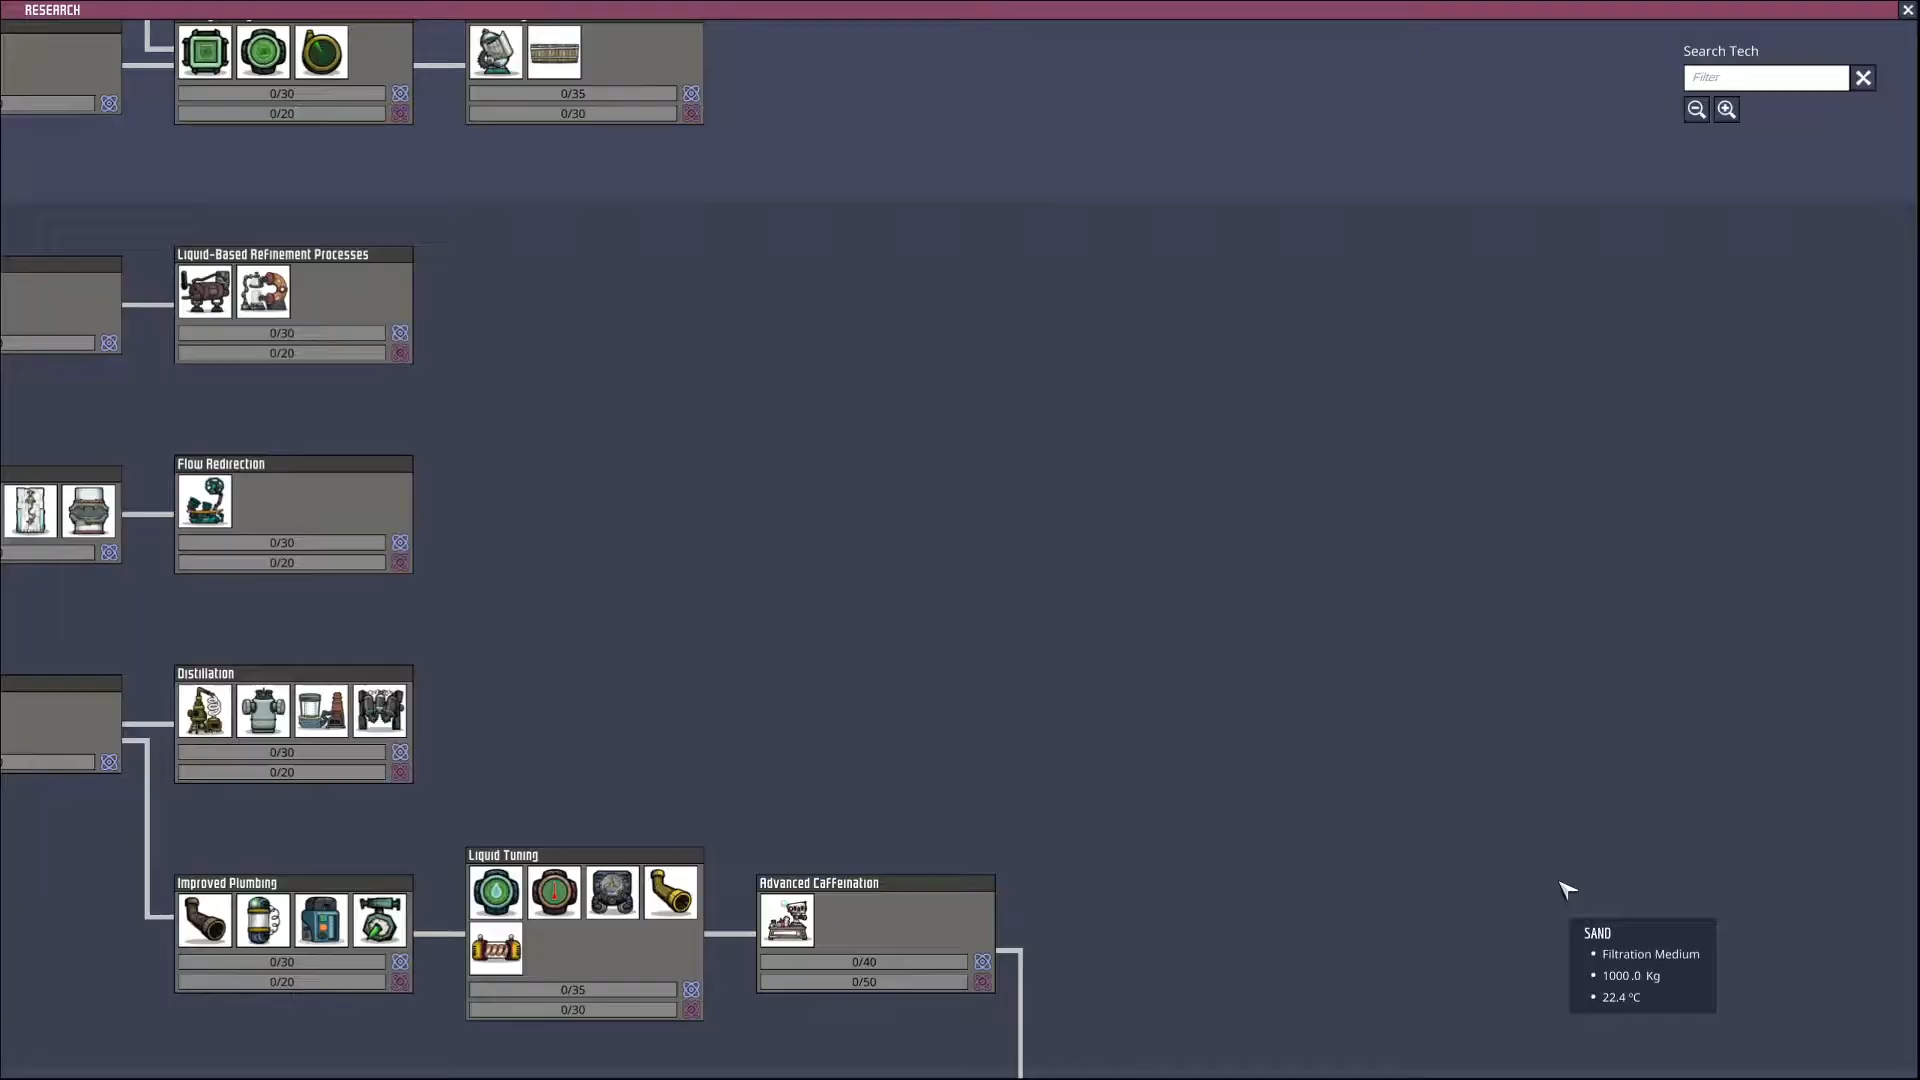 RESEARCH
Search Tech
Filter
0/30
0/20
0/35
0/30
Liquid-Based Refinement Processes
0/30
0/20
Flow Redirection
0/30
0/20
Distillation
0/30
0/20
Improved Plumbing
0/30
0/20
Liquid Tuning
0/35
0/30
Advanced Caffeination
0/40
0/50
SAND
• Filtration Medium
• 1000.0 Kg
• 22.4 ºC